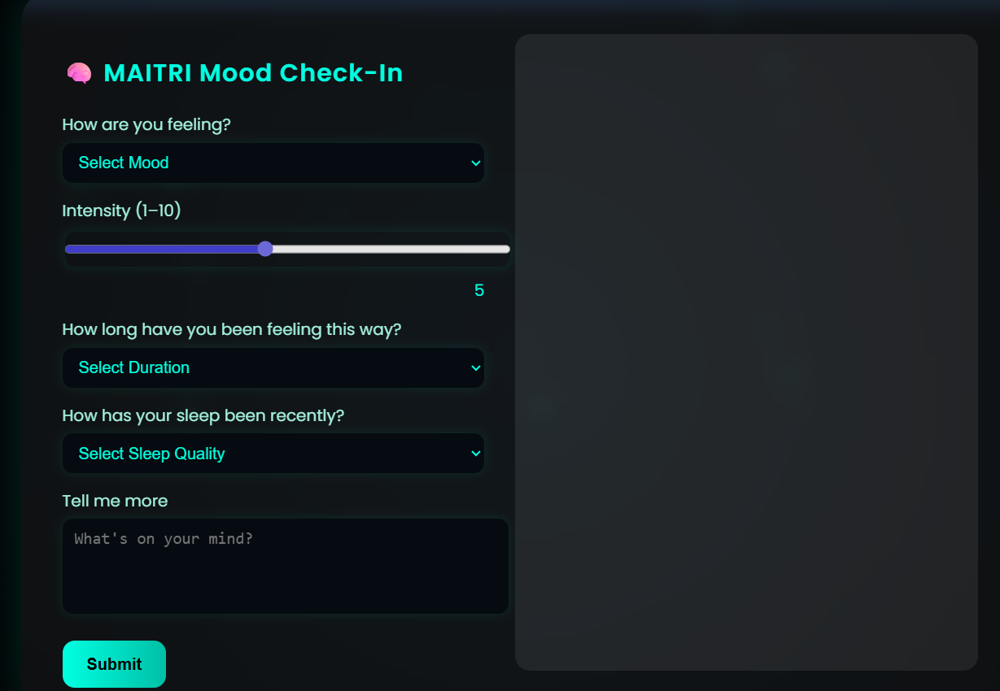 MAITRI Mood Check-In
How are you feeling?
Select Mood
Intensity (1–10)
5
How long have you been feeling this way?
Select Duration
How has your sleep been recently?
Select Sleep Quality
Tell me more
What's on your mind?
Submit